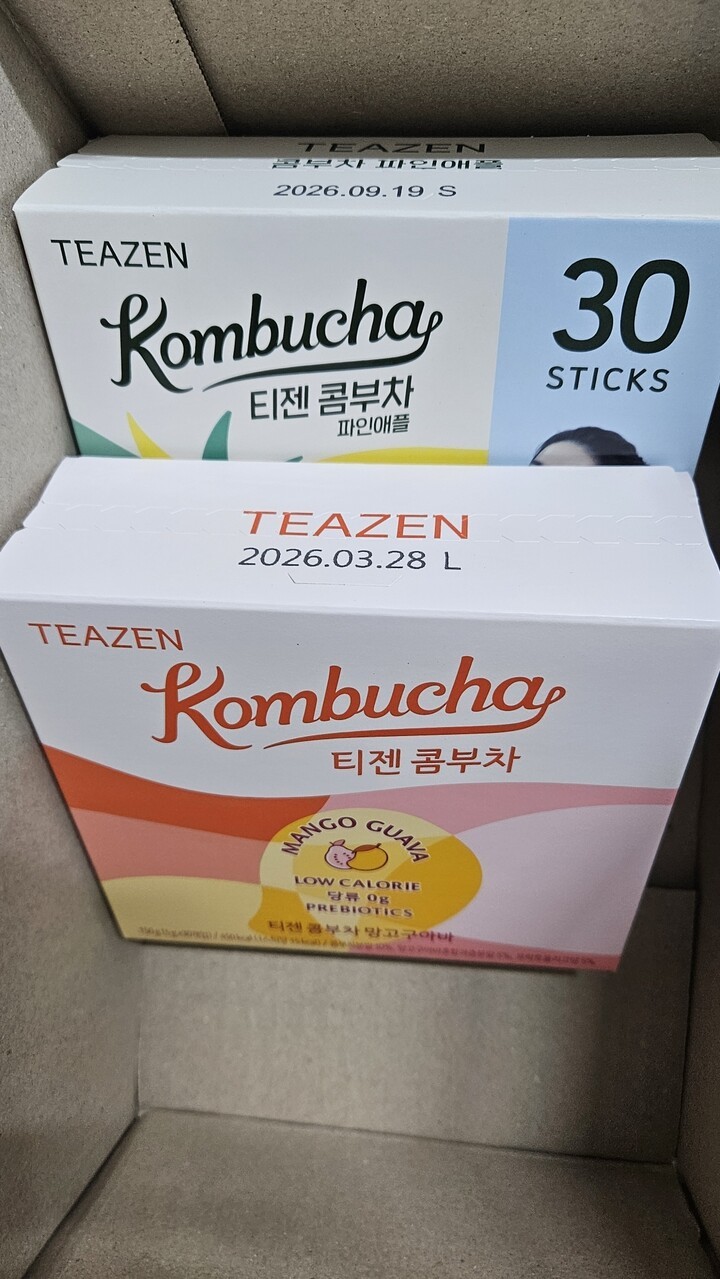 TEAZEN
콤부차 파인애플
2026.09.19 S
TEAZEN
Kombucha
티젠 콤부차
파인애플
30
STICKS
TEAZEN
2026.03.28 L
TEAZEN
Kombucha
티젠 콤부차
MANGO GUAVA
LOW CALORIE
당류 0g
PREBIOTICS
티젠 콤부차 망고구아바